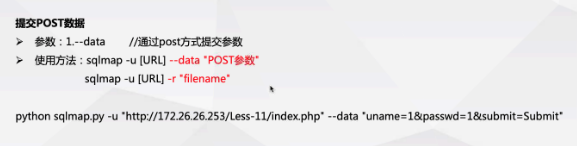 提交POST数据
➢ 参数：1.--data //通过post方式提交参数
➢ 使用方法：sqlmap -u [URL] --data "POST参数"
sqlmap -u [URL] -r "filename"
python sqlmap.py -u "http://172.26.26.253/Less-11/index.php" --data "uname=1&passwd=1&submit=Submit"